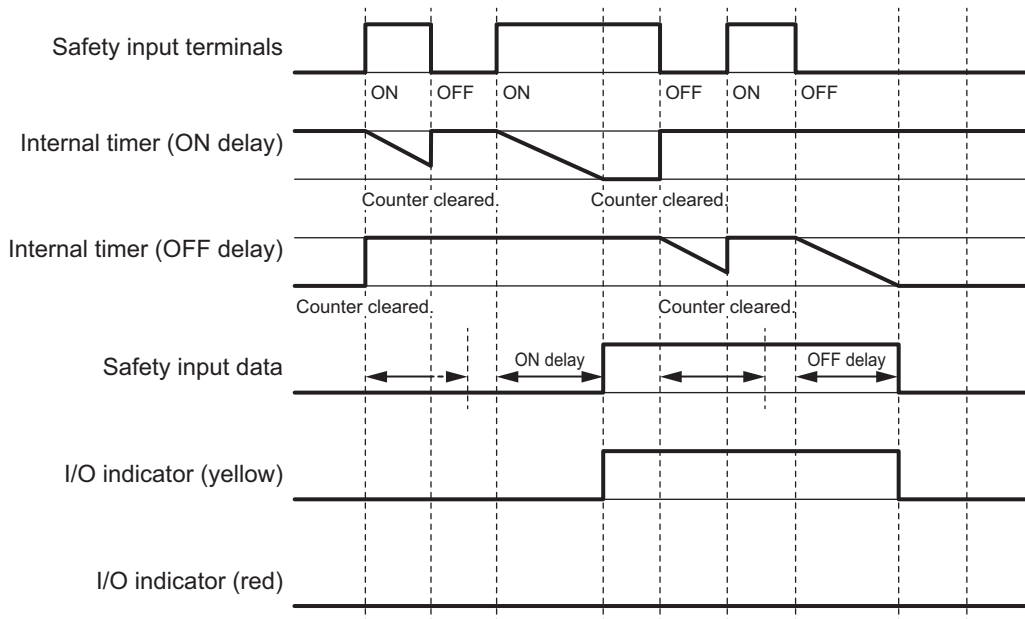 Safety input terminals
ON OFF ON OFF ON OFF
Internal timer (ON delay)
Counter cleared. Counter cleared.
Internal timer (OFF delay)
Counter cleared. Counter cleared.
Safety input data
ON delay OFF delay
I/O indicator (yellow)
I/O indicator (red)